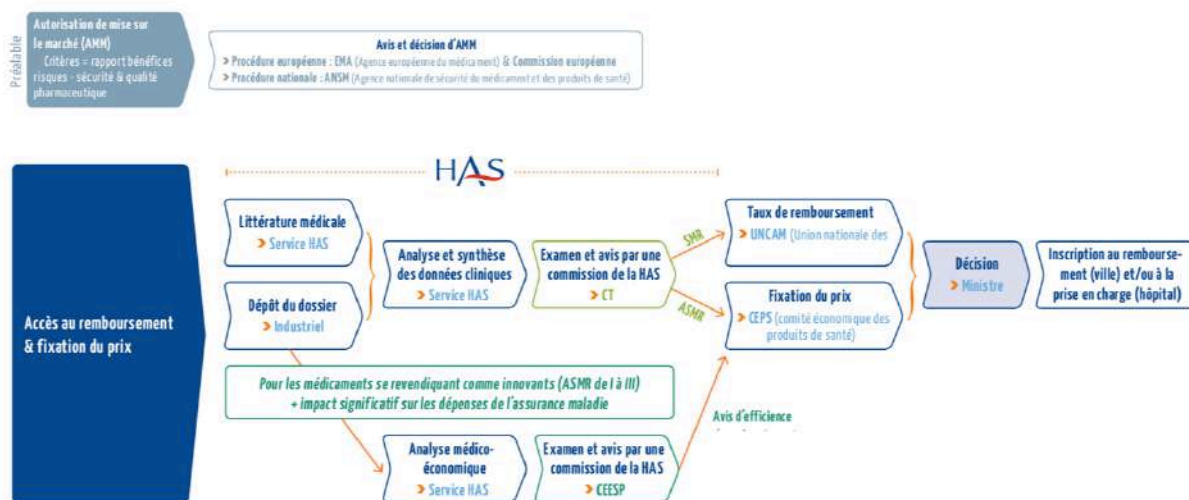 Préalable
Autorisation de mise sur
le marché (AMM)
Critères = rapport bénéfices
risques - sécurité & qualité
pharmaceutique
Avis et décision d'AMM
> Procédure européenne : EMA (Agence européenne du médicament) & Commission européenne
> Procédure nationale : ANSM (Agence nationale de sécurité du médicament et des produits de santé)
HAS
Accès au remboursement
& fixation du prix
Littérature médicale
> Service HAS
Dépôt du dossier
> Industriel
Analyse et synthèse
des données cliniques
> Service HAS
Examen et avis par une
commission de la HAS
> CT
SMR
ASMR
Taux de remboursement
> UNCAM (Union nationale des
Fixation du prix
> CEPS (comité économique des
produits de santé)
Décision
> Ministre
Inscription au rembourse-
ment (ville) et/ou à la
prise en charge (hôpital)
Pour les médicaments se revendiquant comme innovants (ASMR de I à III)
+ impact significatif sur les dépenses de l'assurance maladie
Analyse médico-
économique
> Service HAS
Examen et avis par une
commission de la HAS
> CEESP
Avis d'efficience